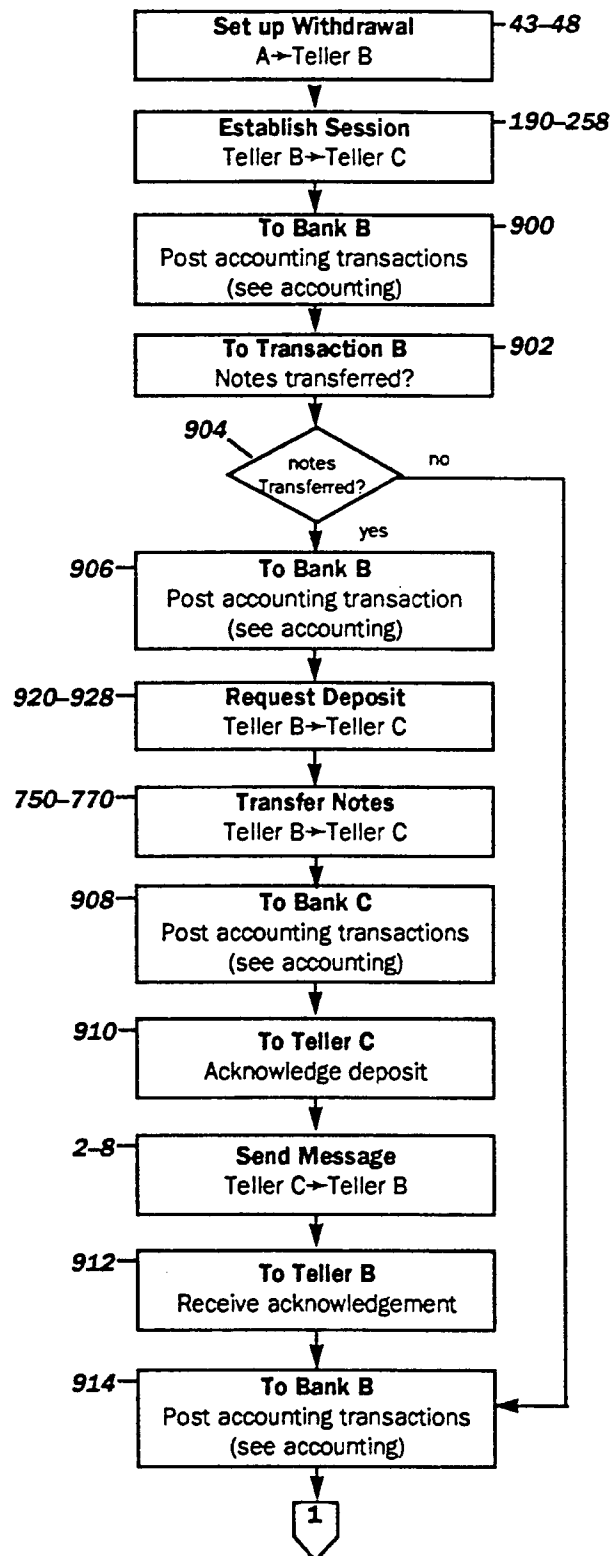 Set up Withdrawal
A→Teller B
43–48
Establish Session
Teller B→Teller C
190–258
To Bank B
Post accounting transactions
(see accounting)
900
To Transaction B
Notes transferred?
902
904
notes
Transferred?
no
yes
906
To Bank B
Post accounting transaction
(see accounting)
920–928
Request Deposit
Teller B→Teller C
750–770
Transfer Notes
Teller B→Teller C
908
To Bank C
Post accounting transactions
(see accounting)
910
To Teller C
Acknowledge deposit
2–8
Send Message
Teller C→Teller B
912
To Teller B
Receive acknowledgement
914
To Bank B
Post accounting transactions
(see accounting)
1